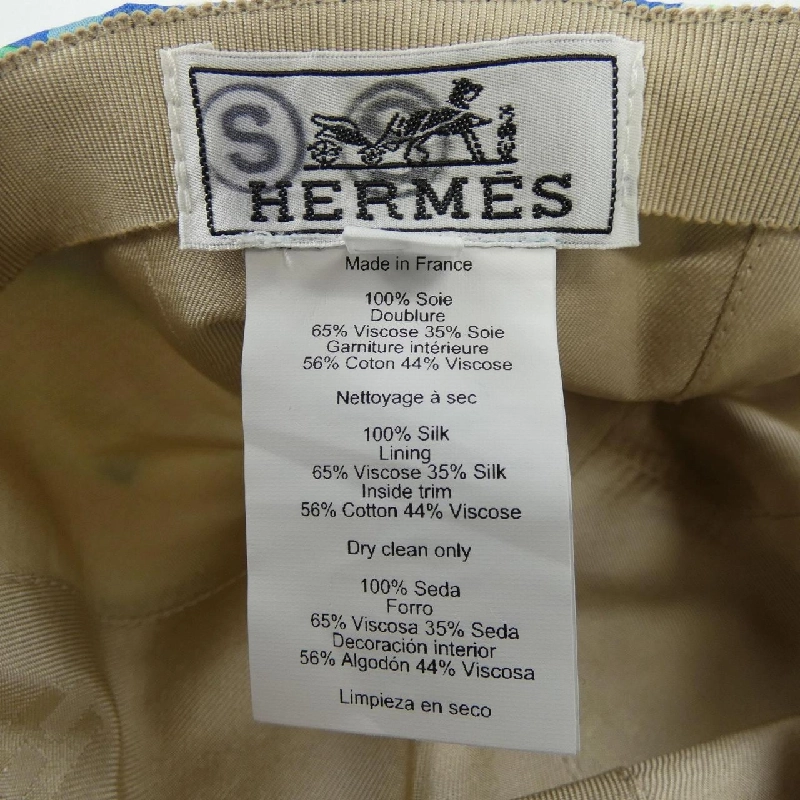 S S
HERMĒS
Made in France
100% Soie
Doublure
65% Viscose 35% Soie
Garniture intérieure
56% Coton 44% Viscose
Nettoyage à sec
100% Silk
Lining
65% Viscose 35% Silk
Inside trim
56% Cotton 44% Viscose
Dry clean only
100% Seda
Forro
65% Viscosa 35% Seda
Decoración interior
56% Algodón 44% Viscosa
Limpieza en seco